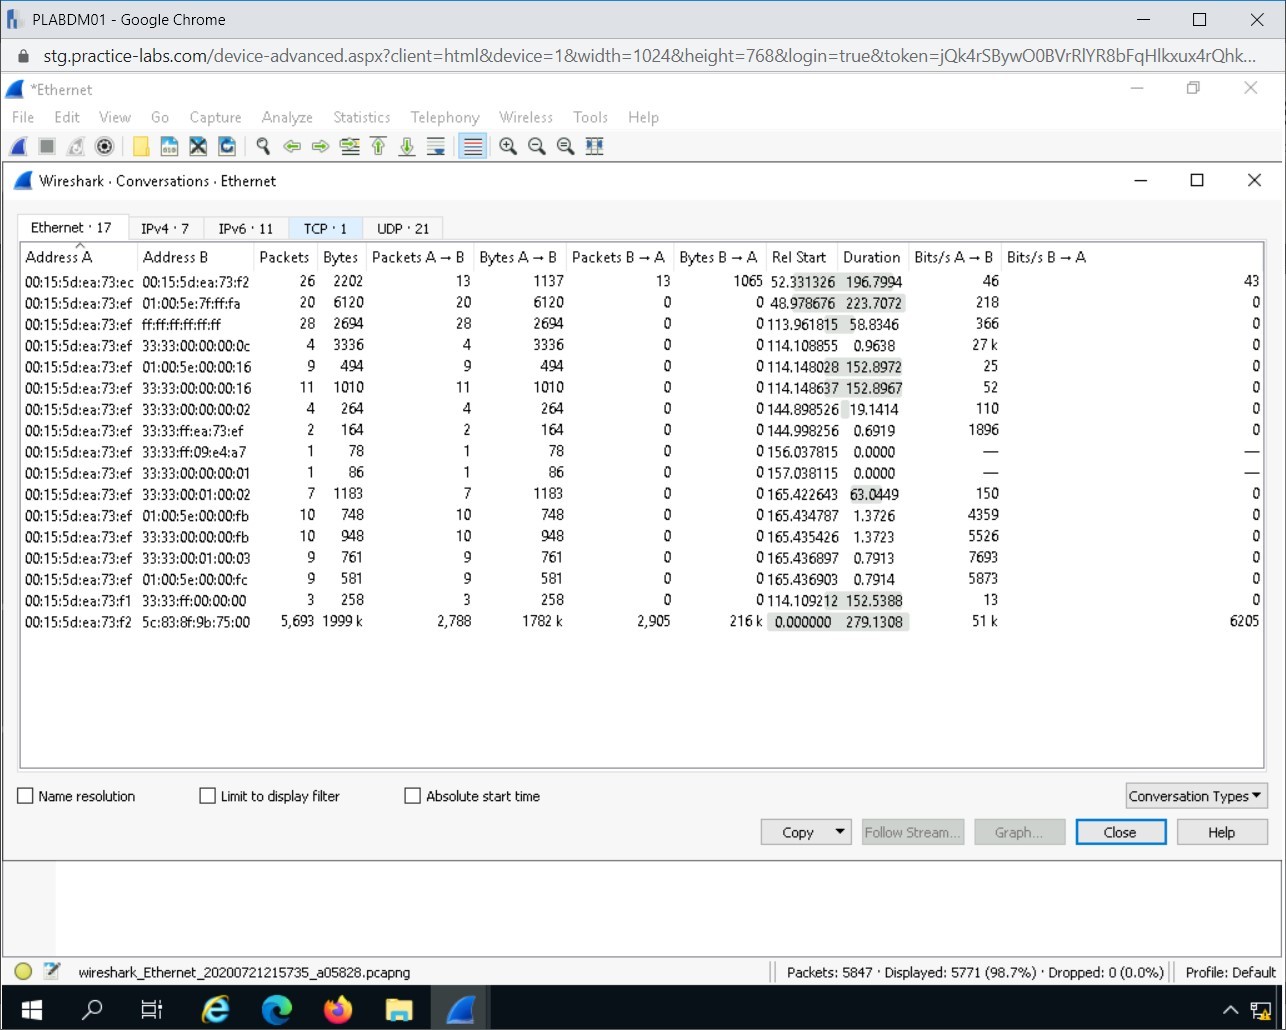 PLABDM01 - Google Chrome
stg.practice-labs.com/device-advanced.aspx?client=html&device=1&width=1024&height=768&login=true&token=jQk4rSBywO0BVrRlYR8bFqHlkxux4rQhk...
*Ethernet
File Edit View Go Capture Analyze Statistics Telephony Wireless Tools Help
Wireshark · Conversations · Ethernet
Ethernet · 17 IPv4 · 7 IPv6 · 11 TCP · 1 UDP · 21
Address A Address B Packets Bytes Packets A → B Bytes A → B Packets B → A Bytes B → A Rel Start Duration Bits/s A → B Bits/s B → A
00:15:5d:ea:73:ec 00:15:5d:ea:73:f2 26 2202 13 1137 13 1065 52.331326 196.7994 46 43
00:15:5d:ea:73:ef 01:00:5e:7f:ff:fa 20 6120 20 6120 0 0 48.978676 223.7072 218 0
00:15:5d:ea:73:ef ff:ff:ff:ff:ff:ff 28 2694 28 2694 0 0 113.961815 58.8346 366 0
00:15:5d:ea:73:ef 33:33:00:00:00:0c 4 3336 4 3336 0 0 114.108855 0.9638 27 k 0
00:15:5d:ea:73:ef 01:00:5e:00:00:16 9 494 9 494 0 0 114.148028 152.8972 25 0
00:15:5d:ea:73:ef 33:33:00:00:00:16 11 1010 11 1010 0 0 114.148637 152.8967 52 0
00:15:5d:ea:73:ef 33:33:00:00:00:02 4 264 4 264 0 0 144.898526 19.1414 110 0
00:15:5d:ea:73:ef 33:33:ff:ea:73:ef 2 164 2 164 0 0 144.998256 0.6919 1896 0
00:15:5d:ea:73:ef 33:33:ff:09:e4:a7 1 78 1 78 0 0 156.037815 0.0000 — —
00:15:5d:ea:73:ef 33:33:00:00:00:01 1 86 1 86 0 0 157.038115 0.0000 — —
00:15:5d:ea:73:ef 33:33:00:01:00:02 7 1183 7 1183 0 0 165.422643 63.0449 150 0
00:15:5d:ea:73:ef 01:00:5e:00:00:fb 10 748 10 748 0 0 165.434787 1.3726 4359 0
00:15:5d:ea:73:ef 33:33:00:00:00:fb 10 948 10 948 0 0 165.435426 1.3723 5526 0
00:15:5d:ea:73:ef 33:33:00:01:00:03 9 761 9 761 0 0 165.436897 0.7913 7693 0
00:15:5d:ea:73:ef 01:00:5e:00:00:fc 9 581 9 581 0 0 165.436903 0.7914 5873 0
00:15:5d:ea:73:f1 33:33:ff:00:00:00 3 258 3 258 0 0 114.109212 152.5388 13 0
00:15:5d:ea:73:f2 5c:83:8f:9b:75:00 5,693 1999 k 2,788 1782 k 2,905 216 k 0.000000 279.1308 51 k 6205
Name resolution Limit to display filter Absolute start time Conversation Types
Copy Follow Stream... Graph... Close Help
wireshark_Ethernet_20200721215735_a05828.pcapng Packets: 5847 · Displayed: 5771 (98.7%) · Dropped: 0 (0.0%) Profile: Default